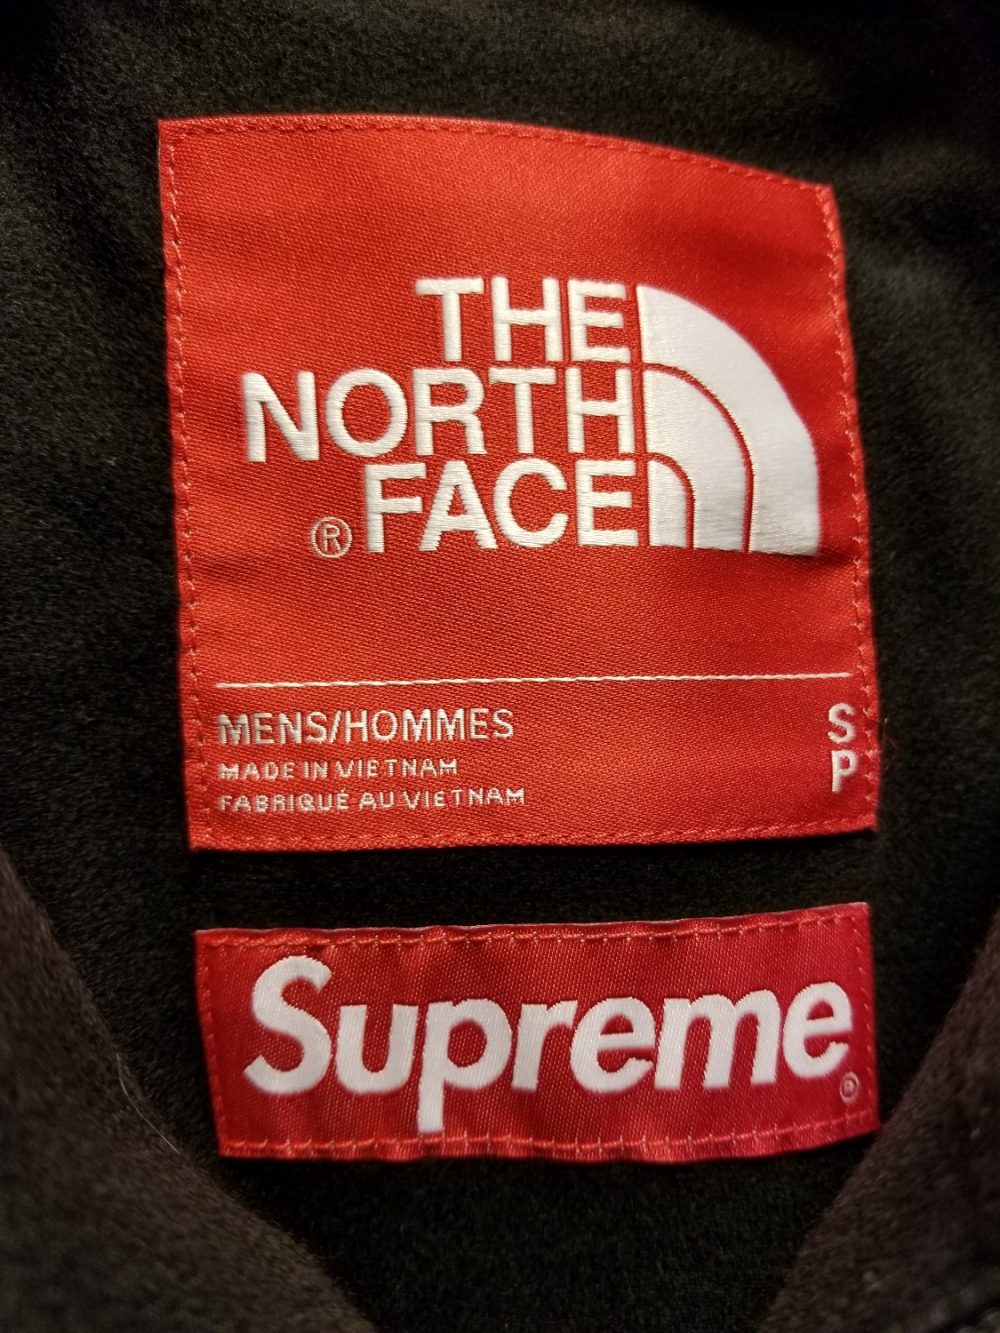 THE
NORTH
® FACE
MENS/HOMMES S
MADE IN VIETNAM P
FABRIQUÉ AU VIETNAM
Supreme ®